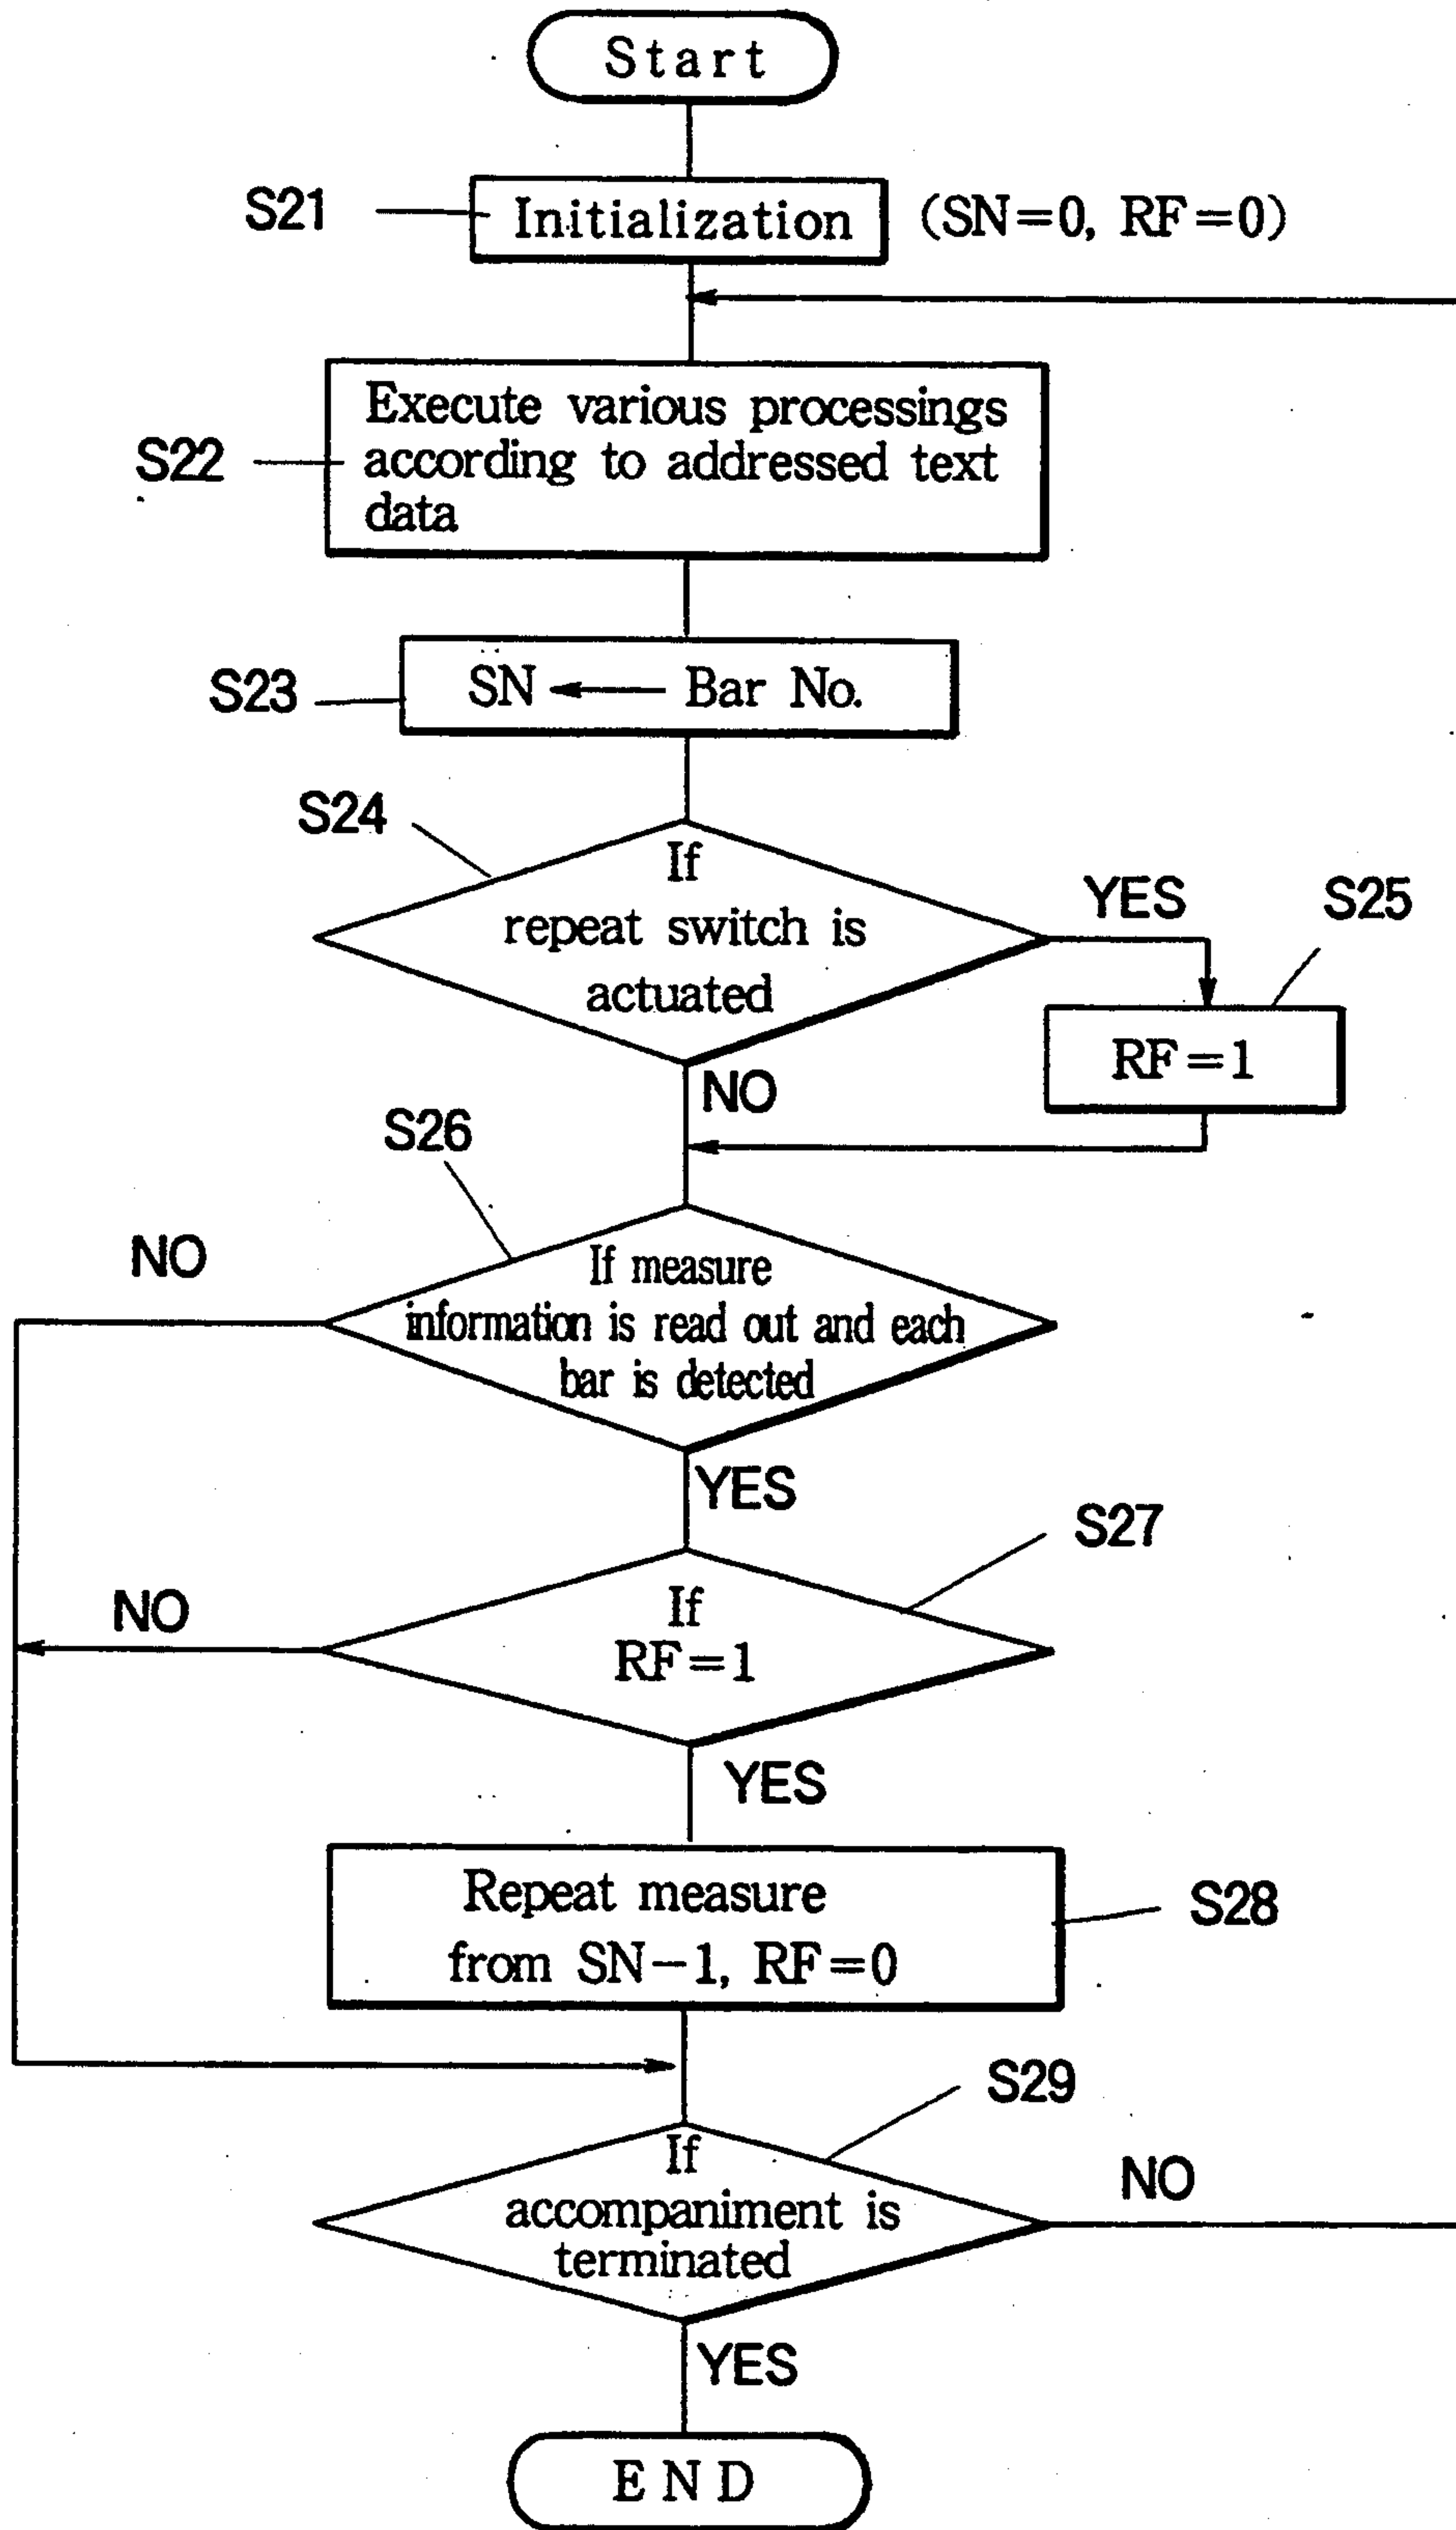 Start
S21
Initialization
(SN=0, RF=0)
S22
Execute various processings
according to addressed text
data
S23
SN ← Bar No.
S24
If
repeat switch is
actuated
YES
S25
RF=1
NO
S26
NO
If measure
information is read out and each
bar is detected
YES
S27
NO
If
RF=1
YES
Repeat measure
from SN-1, RF=0
S28
S29
If
accompaniment is
terminated
NO
YES
END